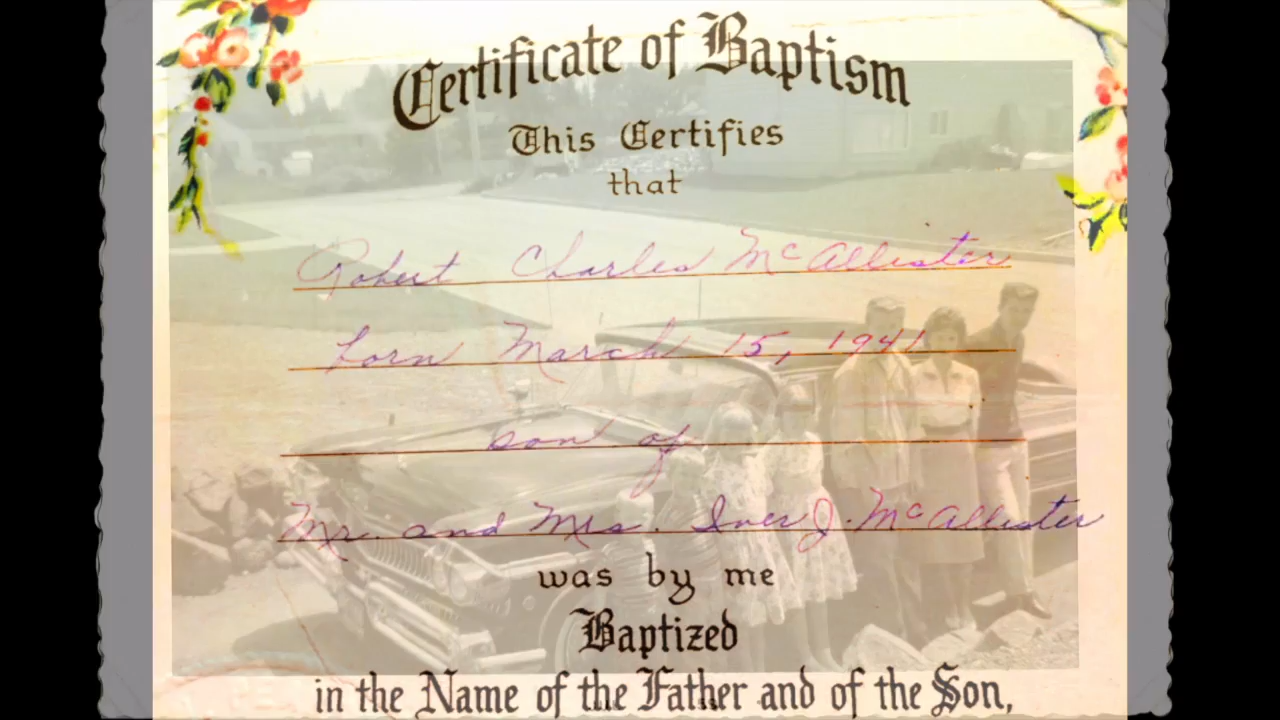 Certificate of Baptism
This Certifies
that
Robert Charles McAllister
born March 15, 1941
son of
Mr. and Mrs. Iver J. McAllister
was by me
Baptized
in the Name of the Father and of the Son,